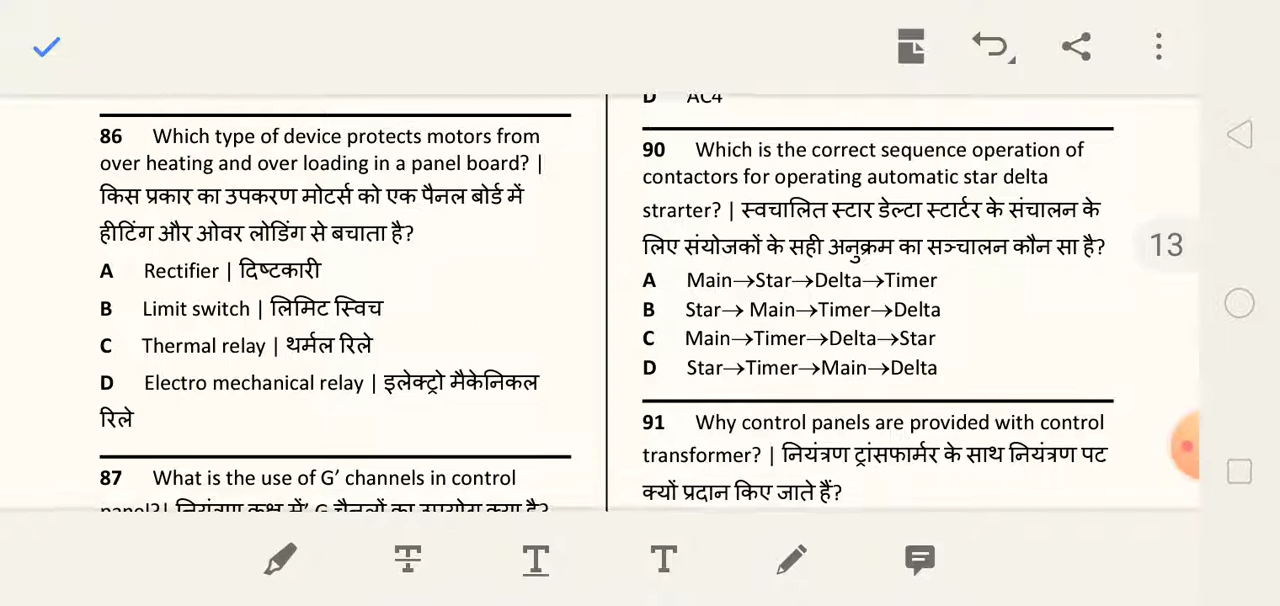 86 Which type of device protects motors from
over heating and over loading in a panel board? |
किस प्रकार का उपकरण मोटर्स को एक पैनल बोर्ड में
हीटिंग और ओवर लोडिंग से बचाता है?
A Rectifier | दिष्टकारी
B Limit switch | लिमिट स्विच
C Thermal relay | थर्मल रिले
D Electro mechanical relay | इलेक्ट्रो मैकेनिकल
रिले
87 What is the use of G’ channels in control
panel?| नियंत्रण कक्ष में’ G चैनलों का उपयोग क्या है?
D AC4
90 Which is the correct sequence operation of
contactors for operating automatic star delta
strarter? | स्वचालित स्टार डेल्टा स्टार्टर के संचालन के
लिए संयोजकों के सही अनुक्रम का सञ्चालन कौन सा है?
A Main→Star→Delta→Timer
B Star→ Main→Timer→Delta
C Main→Timer→Delta→Star
D Star→Timer→Main→Delta
91 Why control panels are provided with control
transformer? | नियंत्रण ट्रांसफार्मर के साथ नियंत्रण पट
क्यों प्रदान किए जाते हैं?
13